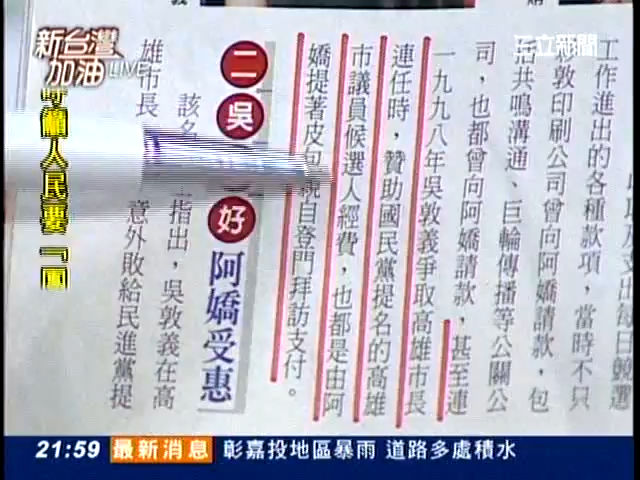 新台灣
加油
LIVE
三立新聞
工作進出的各種款項，當時不只
彩敦印刷公司曾向阿嬌請款，包
括共鳴溝通、巨輪傳播等公關公
司，也都曾向阿嬌請款，甚至連
一九九八年吳敦義爭取高雄市長
連任時，贊助國民黨提名的高雄
市議員候選人經費，也都是由阿
嬌提著皮包親自登門拜訪支付。
二吳
好
阿嬌受惠
該名
指出，吳敦義在高
雄市長
意外敗給民進黨提
人民要「
21:59
最新消息
彰嘉投地區暴雨 道路多處積水